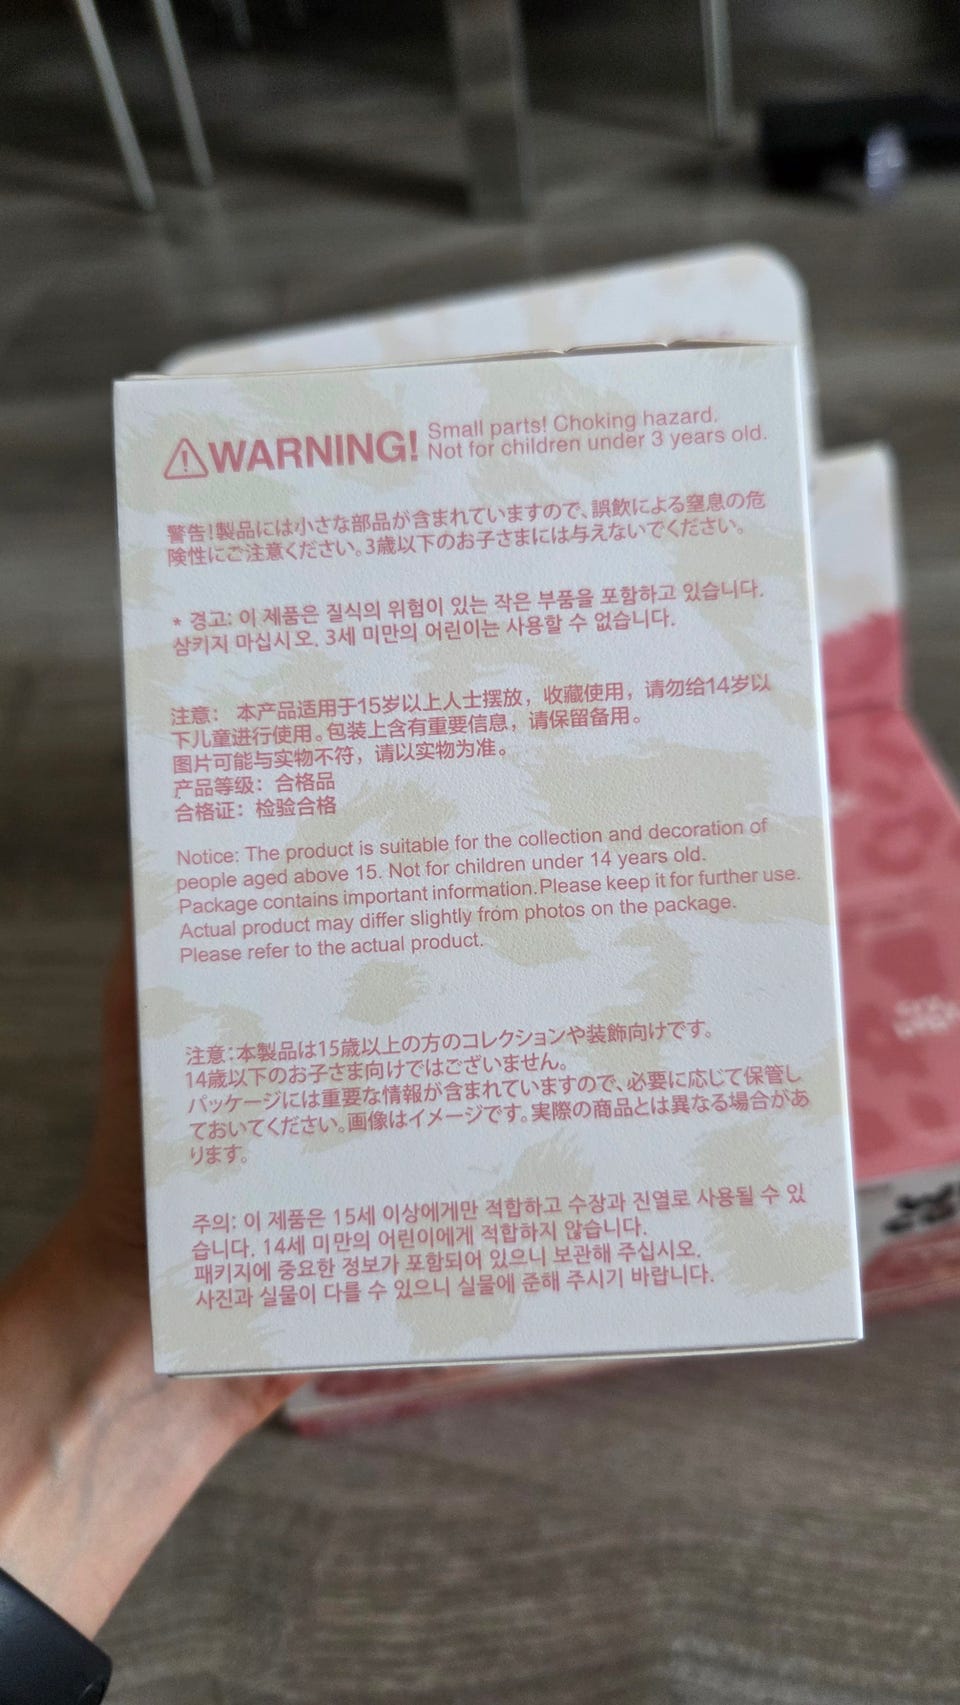 WARNING!
Small parts! Choking hazard.
Not for children under 3 years old.
警告!製品には小さな部品が含まれていますので、誤飲による窒息の危
険性にご注意ください。3歳以下のお子さまには与えないでください。
* 경고: 이 제품은 질식의 위험이 있는 작은 부품을 포함하고 있습니다.
삼키지 마십시오. 3세 미만의 어린이는 사용할 수 없습니다.
注意： 本产品适用于15岁以上人士摆放，收藏使用，请勿给14岁以
下儿童进行使用。包装上含有重要信息，请保留备用。
图片可能与实物不符，请以实物为准。
产品等级：合格品
合格证：检验合格
Notice: The product is suitable for the collection and decoration of
people aged above 15. Not for children under 14 years old.
Package contains important information. Please keep it for further use.
Actual product may differ slightly from photos on the package.
Please refer to the actual product.
注意:本製品は15歳以上の方のコレクションや装飾向けです。
14歳以下のお子さま向けではございません。
パッケージには重要な情報が含まれていますので、必要に応じて保管し
ておいてください。画像はイメージです。実際の商品とは異なる場合があ
ります。
주의: 이 제품은 15세 이상에게만 적합하고 수장과 진열로 사용될 수 있
습니다. 14세 미만의 어린이에게 적합하지 않습니다.
패키지에 중요한 정보가 포함되어 있으니 보관해 주십시오.
사진과 실물이 다를 수 있으니 실물에 준해 주시기 바랍니다.